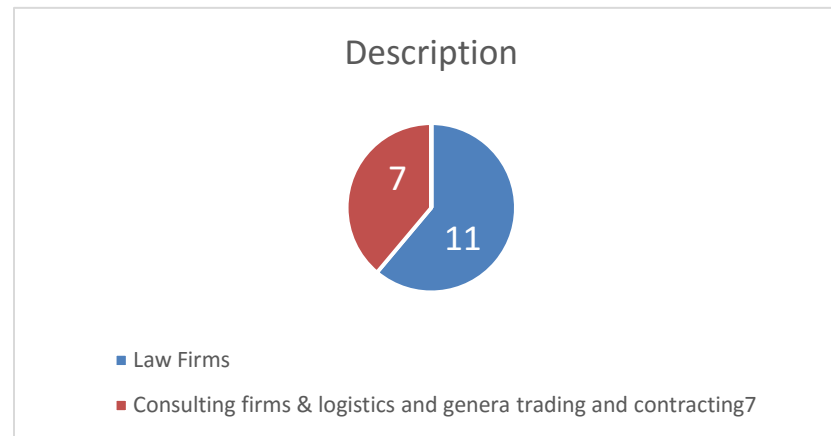 Description
7
11
Law Firms
Consulting firms & logistics and genera trading and contracting7